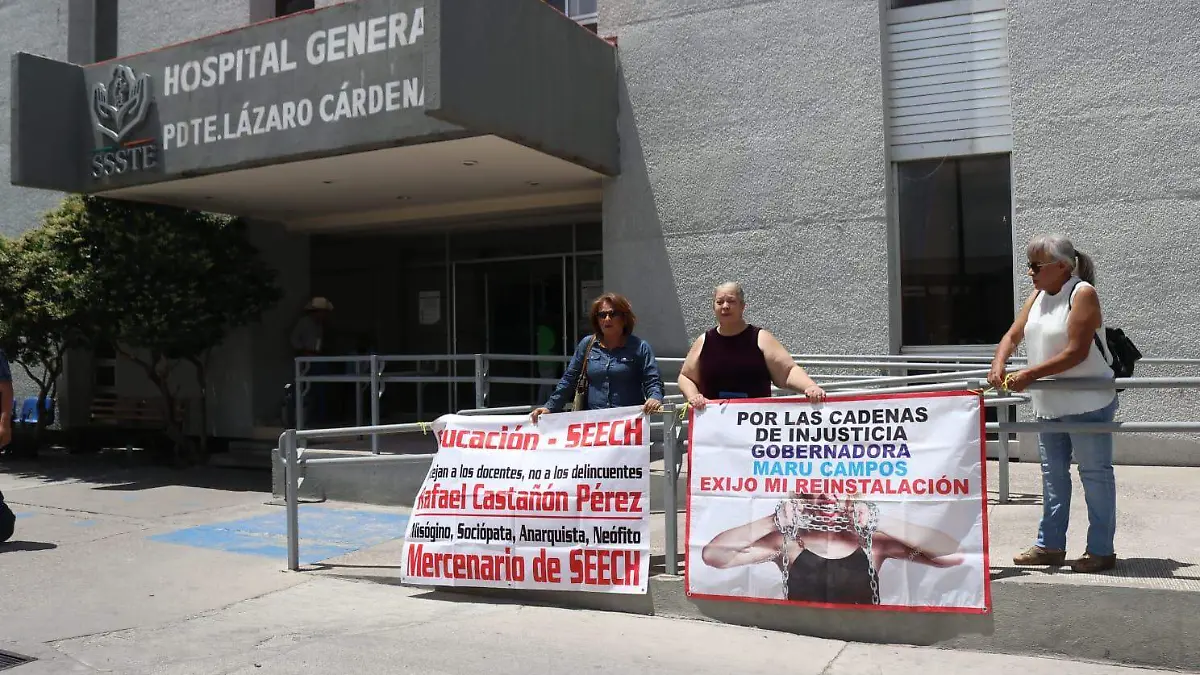 HOSPITAL GENERA
PDTE. LÁZARO CÁRDENA
SSSTE
ucación - SEECH
ejan a los docentes, no a los delincuentes
Rafael Castañón Pérez
Misógino, Sociópata, Anarquista, Neófito
Mercenario de SEECH
POR LAS CADENAS
DE INJUSTICIA
GOBERNADORA
MARU CAMPOS
EXIJO MI REINSTALACIÓN